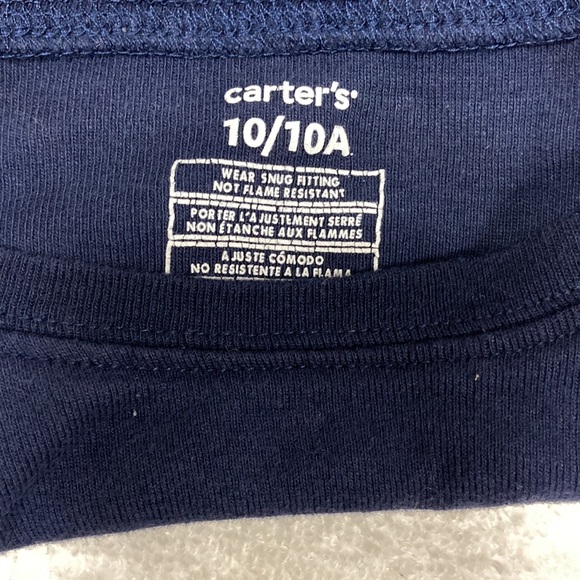 carter's
10/10A
WEAR SNUG FITTING
NOT FLAME RESISTANT
PORTER L'AJUSTEMENT SERRÉ
NON ÉTANCHE AUX FLAMMES
AJUSTE CÓMODO
NO RESISTENTE A LA FLAMA